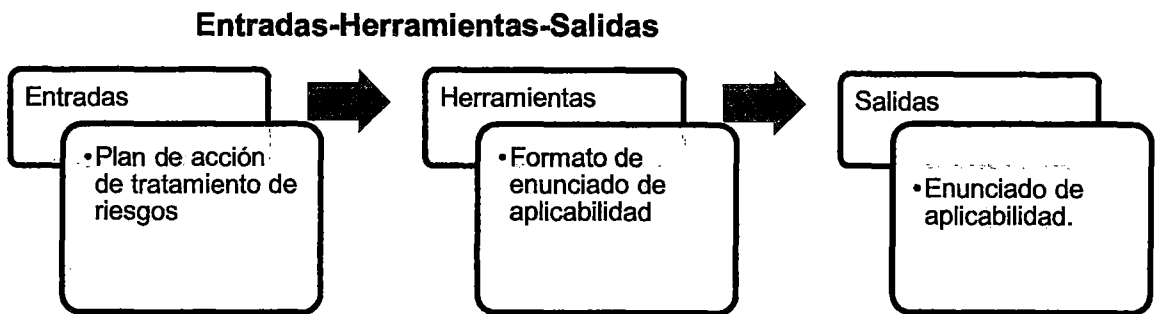 Entradas-Herramientas-Salidas
Entradas
•Plan de acción
de tratamiento de
riesgos
Herramientas
•Formato de
enunciado de
aplicabilidad
Salidas
•Enunciado de
aplicabilidad.